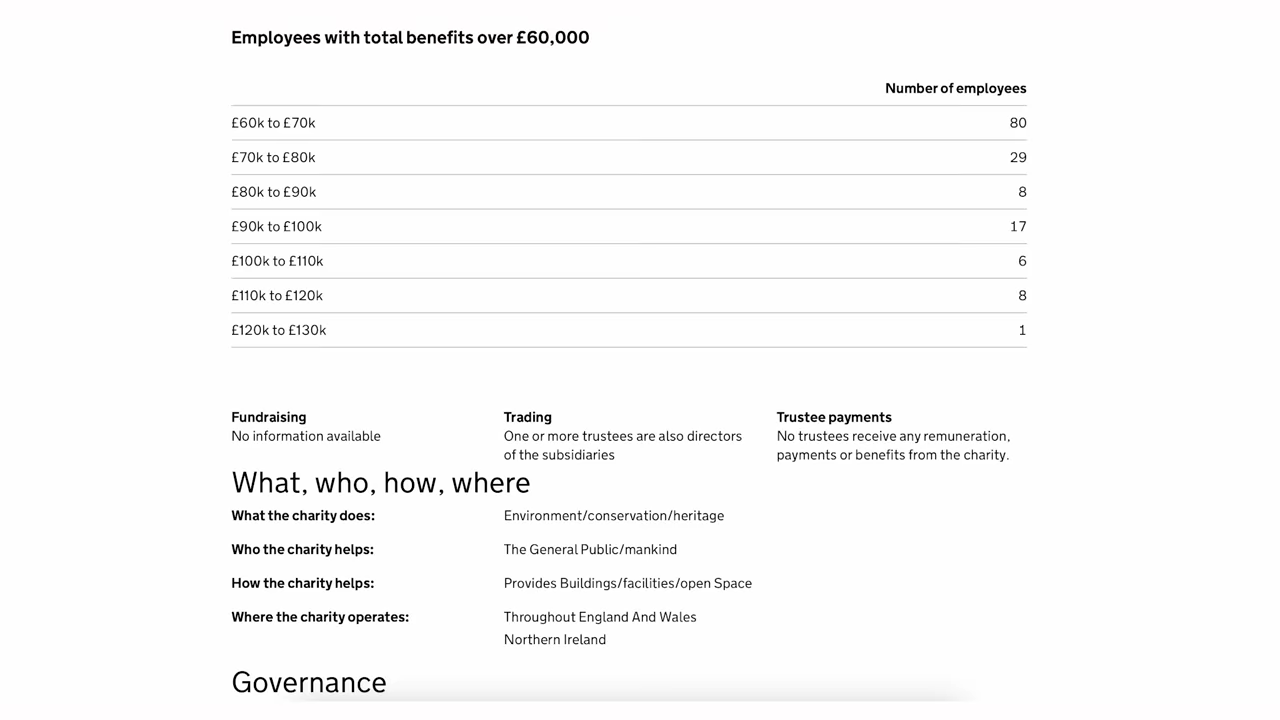 Employees with total benefits over £60,000
Number of employees
£60k to £70k 80
£70k to £80k 29
£80k to £90k 8
£90k to £100k 17
£100k to £110k 6
£110k to £120k 8
£120k to £130k 1
Fundraising
No information available
Trading
One or more trustees are also directors
of the subsidiaries
Trustee payments
No trustees receive any remuneration,
payments or benefits from the charity.
What, who, how, where
What the charity does: Environment/conservation/heritage
Who the charity helps: The General Public/mankind
How the charity helps: Provides Buildings/facilities/open Space
Where the charity operates: Throughout England And Wales
Northern Ireland
Governance